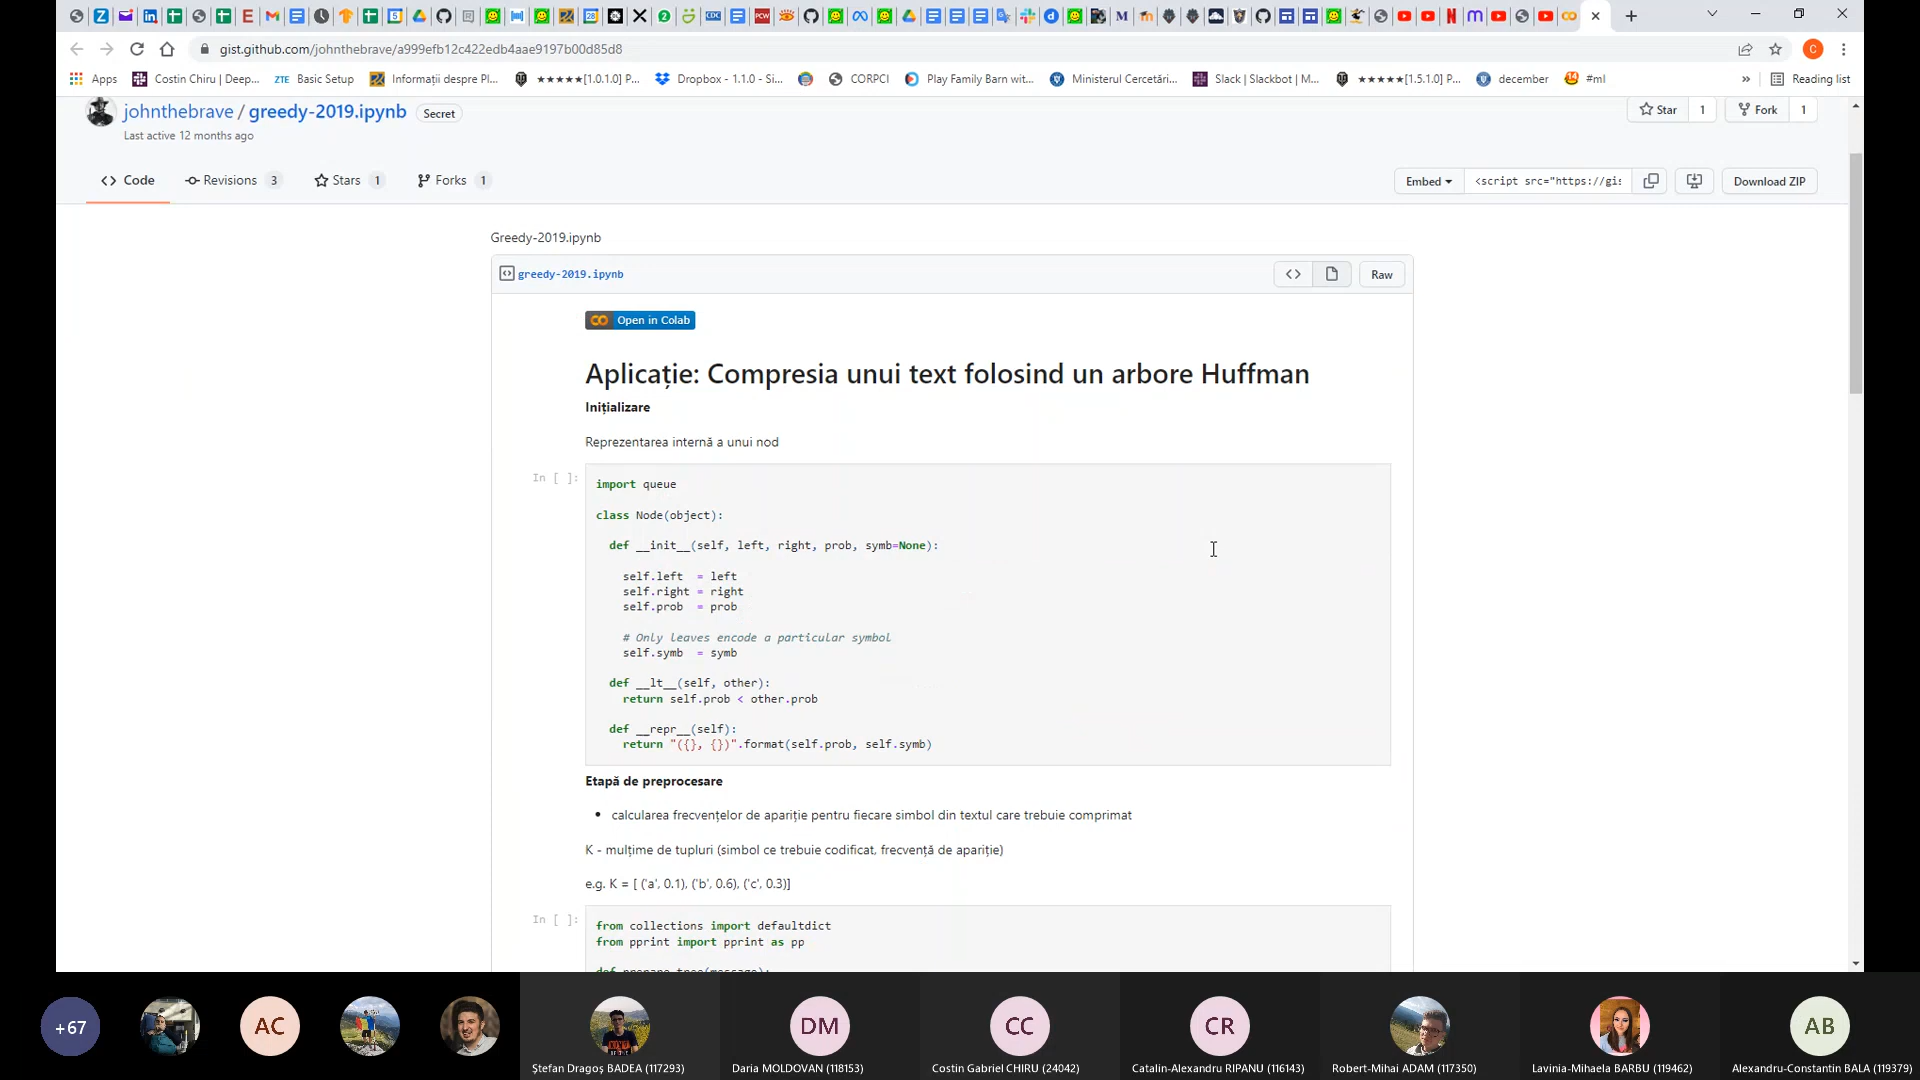 gist.github.com/johnthebrave/a999efb12c422edb4aae9197b00d85d8
Apps
Costin Chiru | Deep...
ZTE Basic Setup
Informații despre Pl...
★★★★★[1.0.1.0] P...
Dropbox - 1.1.0 - Si...
CORPCI
Play Family Barn wit...
Ministerul Cercetări...
Slack | Slackbot | M...
★★★★★[1.5.1.0] P...
december
#ml
»
Reading list
johnthebrave / greedy-2019.ipynb Secret
Last active 12 months ago
Star 1
Fork 1
Code
Revisions 3
Stars 1
Forks 1
Embed
<script src="https://gis
Download ZIP
Greedy-2019.ipynb
greedy-2019.ipynb
Raw
Open in Colab
Aplicație: Compresia unui text folosind un arbore Huffman
Inițializare
Reprezentarea internă a unui nod
In [ ]:
import queue
class Node(object):
def __init__(self, left, right, prob, symb=None):
self.left = left
self.right = right
self.prob = prob
# Only leaves encode a particular symbol
self.symb = symb
def __lt__(self, other):
return self.prob < other.prob
def __repr__(self):
return "({}, {})".format(self.prob, self.symb)
Etapă de preprocesare
• calcularea frecvențelor de apariție pentru fiecare simbol din textul care trebuie comprimat
K - mulțime de tupluri (simbol ce trebuie codificat, frecvență de apariție)
e.g. K = [ ('a', 0.1), ('b', 0.6), ('c', 0.3)]
In [ ]:
from collections import defaultdict
from pprint import pprint as pp
def prepare_tree(message):
+67
AC
DM
CC
CR
AB
Ștefan Dragoș BADEA (117293)
Daria MOLDOVAN (118153)
Costin Gabriel CHIRU (24042)
Catalin-Alexandru RIPANU (116143)
Robert-Mihai ADAM (117350)
Lavinia-Mihaela BARBU (119462)
Alexandru-Constantin BALA (119379)